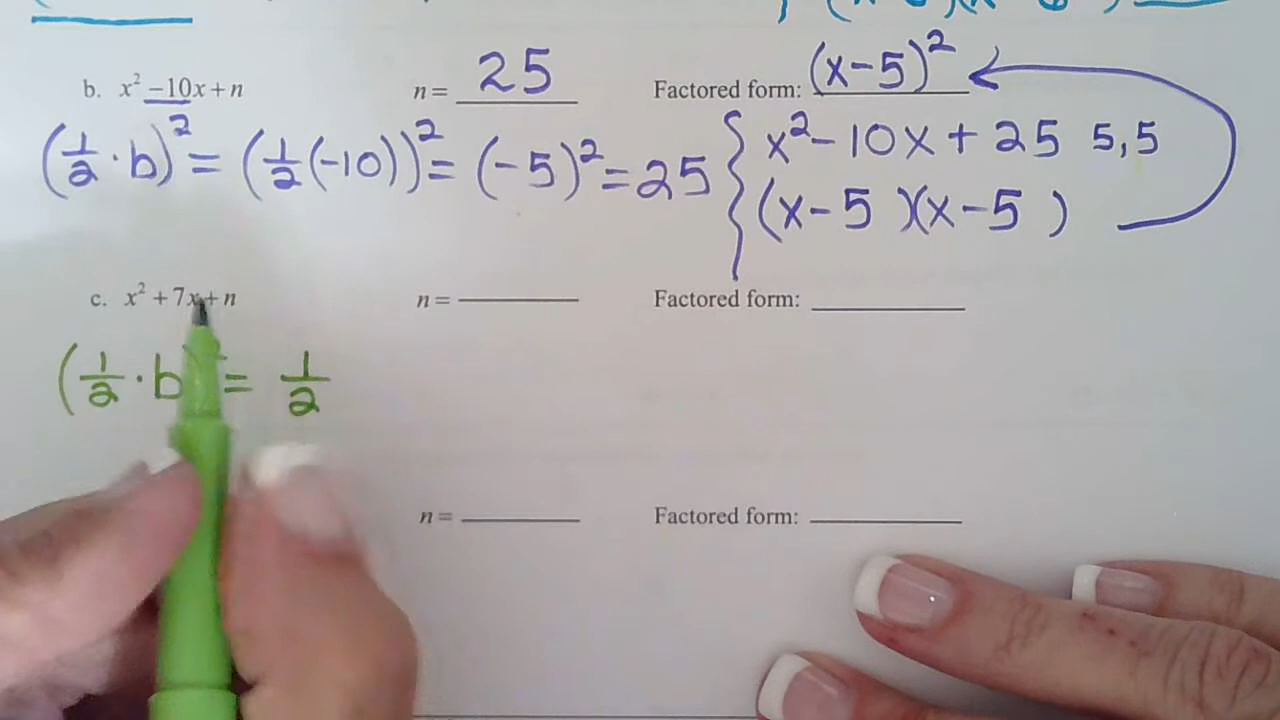 b. x² −10x + n n = 25 Factored form: (x−5)²
(1/2 · b)² = (1/2(−10))² = (−5)² = 25 { x² − 10x + 25 5,5
(x − 5 )(x − 5 )
c. x² + 7x + n n = Factored form:
(1/2 · b = 1/2
n = Factored form: